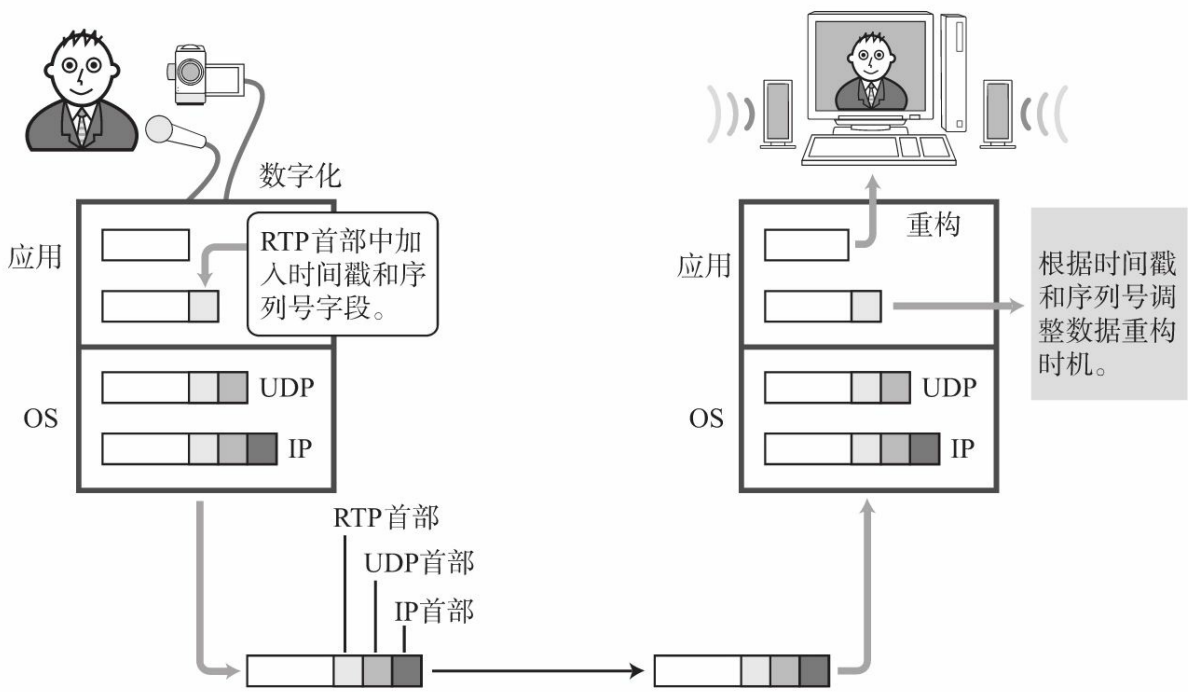 数字化
应用
RTP首部中加
入时间戳和序
列号字段。
OS
UDP
IP
重构
应用
根据时间戳
和序列号调
整数据重构
时机。
OS
UDP
IP
RTP首部
UDP首部
IP首部